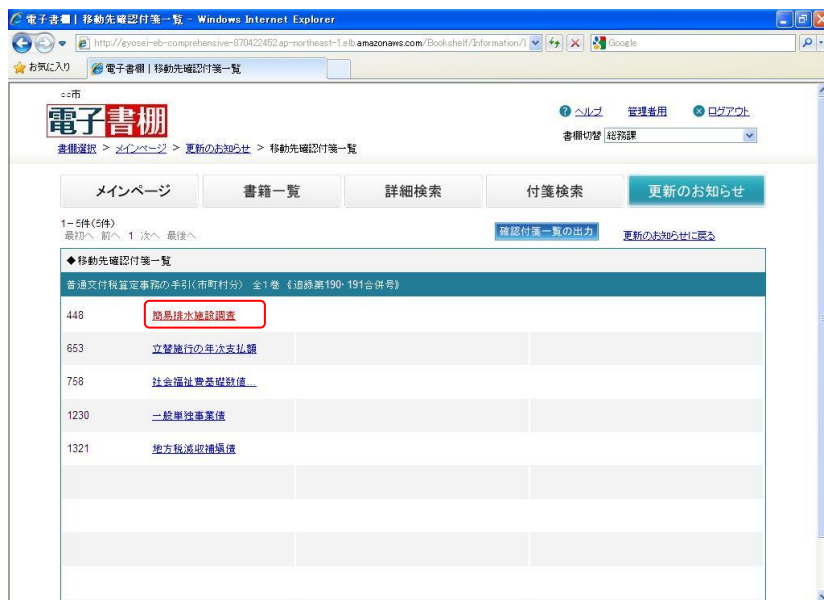 電子書棚 | 移動先確認付箋一覧 - Windows Internet Explorer
http://gyosei-eb-comprehensive-870422452.ap-northeast-1.elb.amazonaws.com/Bookshelf/Information/
Google
お気に入り
電子書棚 | 移動先確認付箋一覧
○○市
電子書棚
ヘルプ 管理者用 ログアウト
書棚切替 総務課
書棚選択 > メインページ > 更新のお知らせ > 移動先確認付箋一覧
メインページ 書籍一覧 詳細検索 付箋検索 更新のお知らせ
1-5件(5件)
最初へ 前へ 1 次へ 最後へ
確認付箋一覧の出力 更新のお知らせに戻る
◆移動先確認付箋一覧
普通交付税算定事務の手引(市町村分) 全1巻 《追録第190・191合併号》
448 簡易排水施設調査
653 立替施行の年次支払額
758 社会福祉費基礎数値...
1230 一般単独事業債
1321 地方税減収補塡債